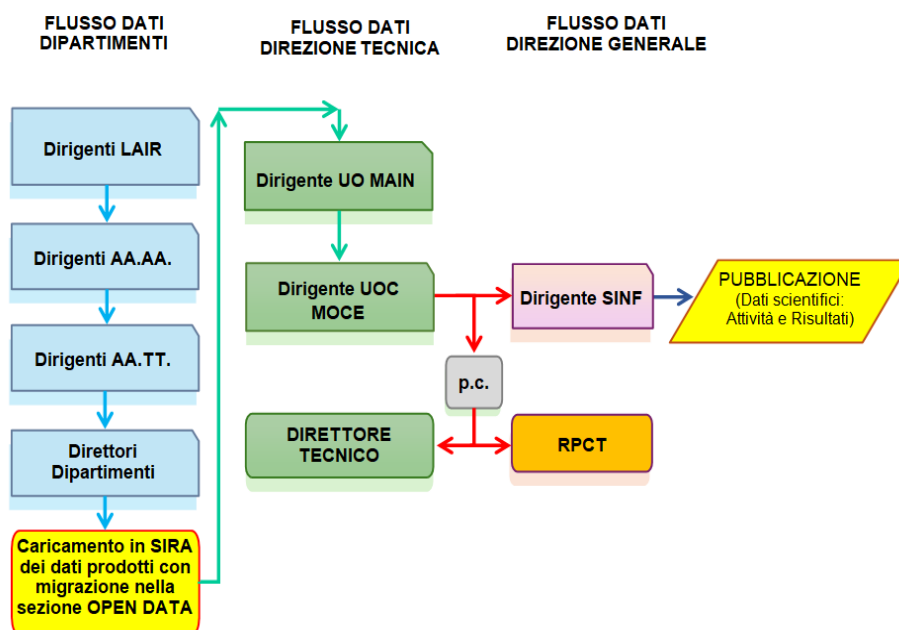 FLUSSO DATI
DIPARTIMENTI
FLUSSO DATI
DIREZIONE TECNICA
FLUSSO DATI
DIREZIONE GENERALE
Dirigenti LAIR
Dirigenti AA.AA.
Dirigenti AA.TT.
Direttori
Dipartimenti
Caricamento in SIRA
dei dati prodotti con
migrazione nella
sezione OPEN DATA
Dirigente UO MAIN
Dirigente UOC
MOCE
Dirigente SINF
PUBBLICAZIONE
(Dati scientifici:
Attività e Risultati)
p.c.
DIRETTORE
TECNICO
RPCT